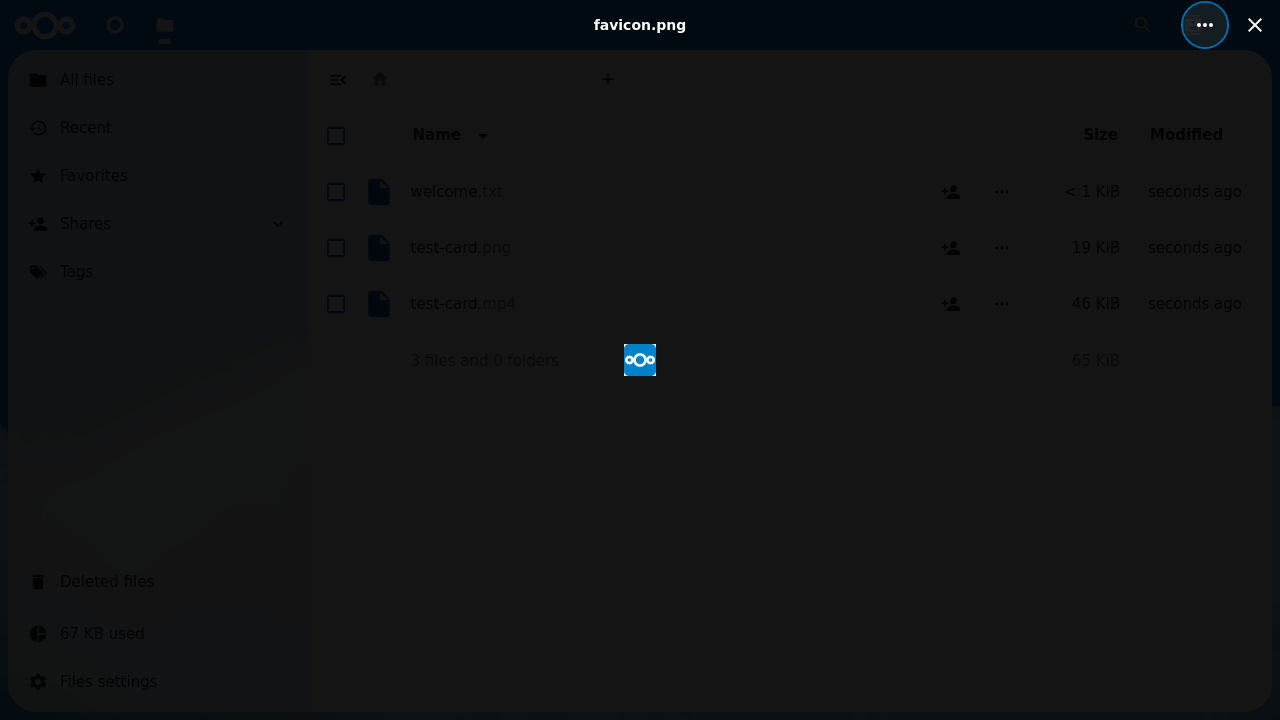 favicon.png
All files
Recent
Favorites
Shares
Tags
Name Size Modified
welcome.txt < 1 KiB seconds ago
test-card.png 19 KiB seconds ago
test-card.mp4 46 KiB seconds ago
3 files and 0 folders 65 KiB
Deleted files
67 KB used
Files settings